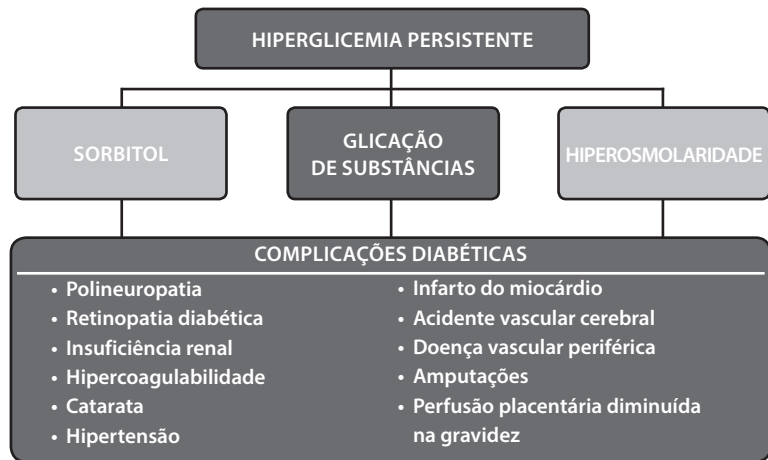 HIPERGLICEMIA PERSISTENTE
SORBITOL
GLICAÇÃO
DE SUBSTÂNCIAS
HIPEROSMOLARIDADE
COMPLICAÇÕES DIABÉTICAS
• Polineuropatia
• Retinopatia diabética
• Insuficiência renal
• Hipercoagulabilidade
• Catarata
• Hipertensão
• Infarto do miocárdio
• Acidente vascular cerebral
• Doença vascular periférica
• Amputações
• Perfusão placentária diminuída
na gravidez